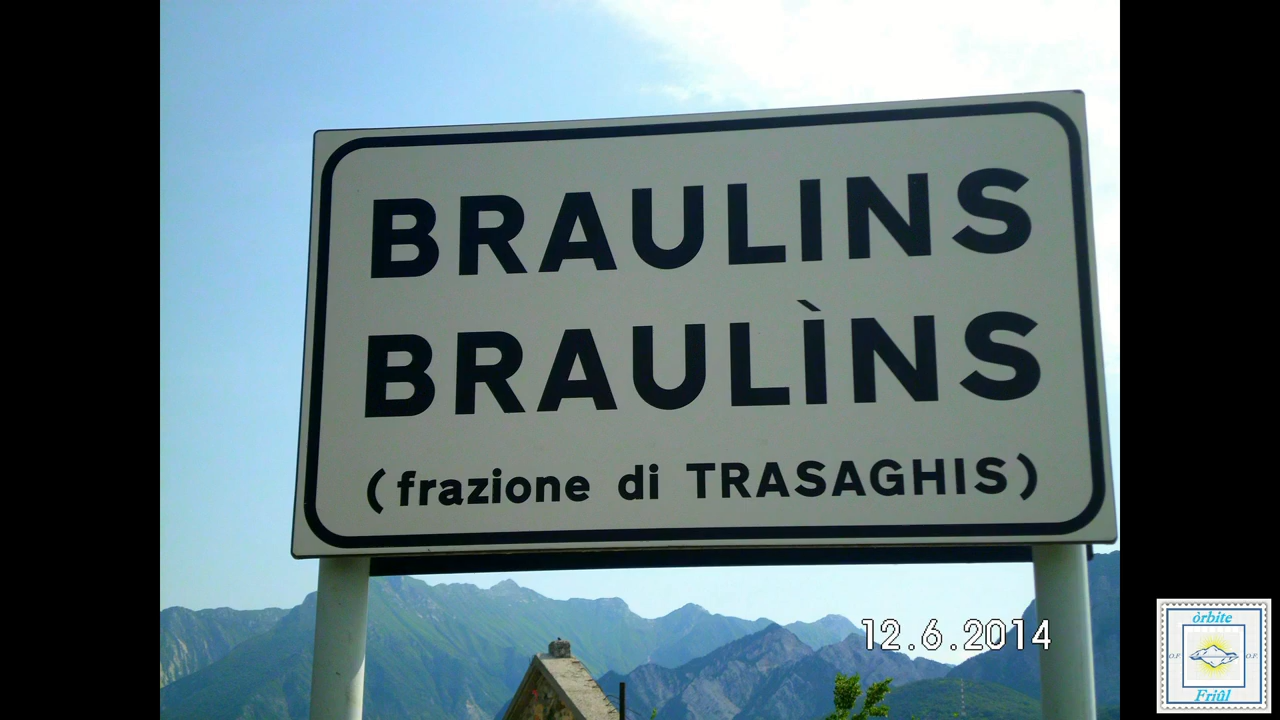 BRAULINS
BRAULÌNS
(frazione di TRASAGHIS)
12.6.2014
òrbite
O.F. O.F.
Friûl